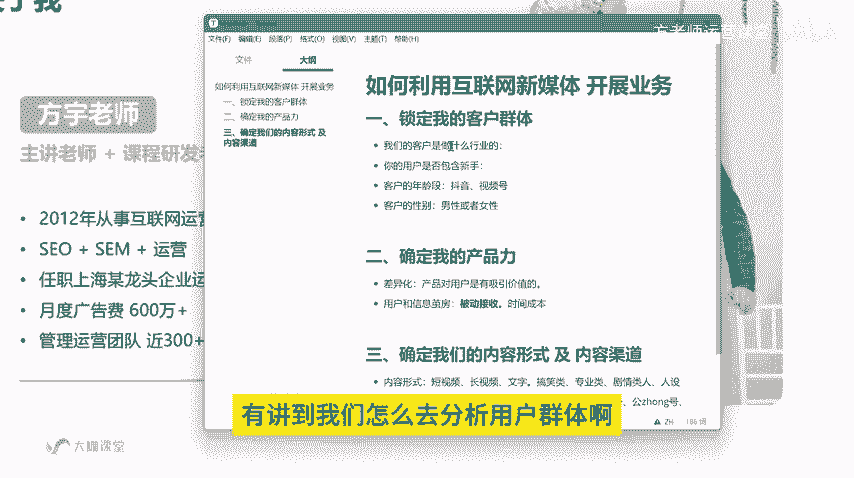 于我
方宇老师
主讲老师 + 课程研发
2012年从事互联网运营
SEO + SEM + 运营
任职上海某龙头企业运
月度广告费 600万+
管理运营团队 近300+
大咖课堂
方老师运营课堂
文件(F) 编辑(E) 段落(P) 格式(O) 视图(V) 主题(T) 帮助(H)
文件 大纲
如何利用互联网新媒体 开展业务
一、锁定我的客户群体
二、确定我的产品力
三、确定我们的内容形式 及
内容渠道
如何利用互联网新媒体 开展业务
一、锁定我的客户群体
我们的客户是做什么行业的:
你的用户是否包含新手:
客户的年龄段:抖音、视频号
客户的性别:男性或者女性
二、确定我的产品力
差异化:产品对用户是有吸引价值的。
用户和信息茧房:被动接收。时间成本
三、确定我们的内容形式 及 内容渠道
内容形式:短视频、长视频、文字。搞笑类、专业类、剧情类人、人设
公zhong号、
ZH 186 词
有讲到我们怎么去分析用户群体啊